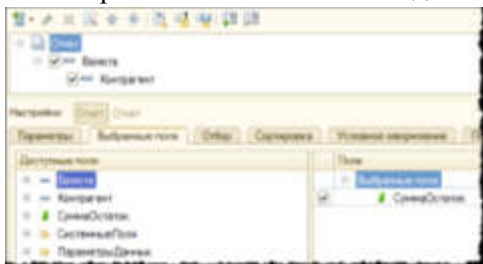 Отчет
Валюта
Контрагент
Настройки: Отчет Отчет
Параметры Выбранные поля Отбор Сортировка Условное оформление
Доступные поля Поля
Валюта Выбранные поля
Контрагент СуммаОстаток
СуммаОстаток
СистемныеПоля
ПараметрыДанных